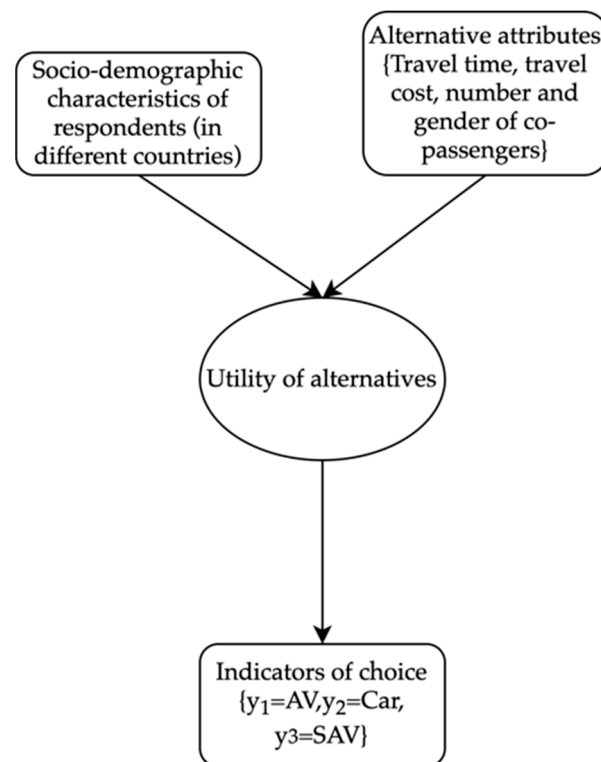 Socio-demographic
characteristics of
respondents (in
different countries)
Alternative attributes
{Travel time, travel
cost, number and
gender of co-
passengers}
Utility of alternatives
Indicators of choice
{y₁=AV,y₂=Car,
y3=SAV}